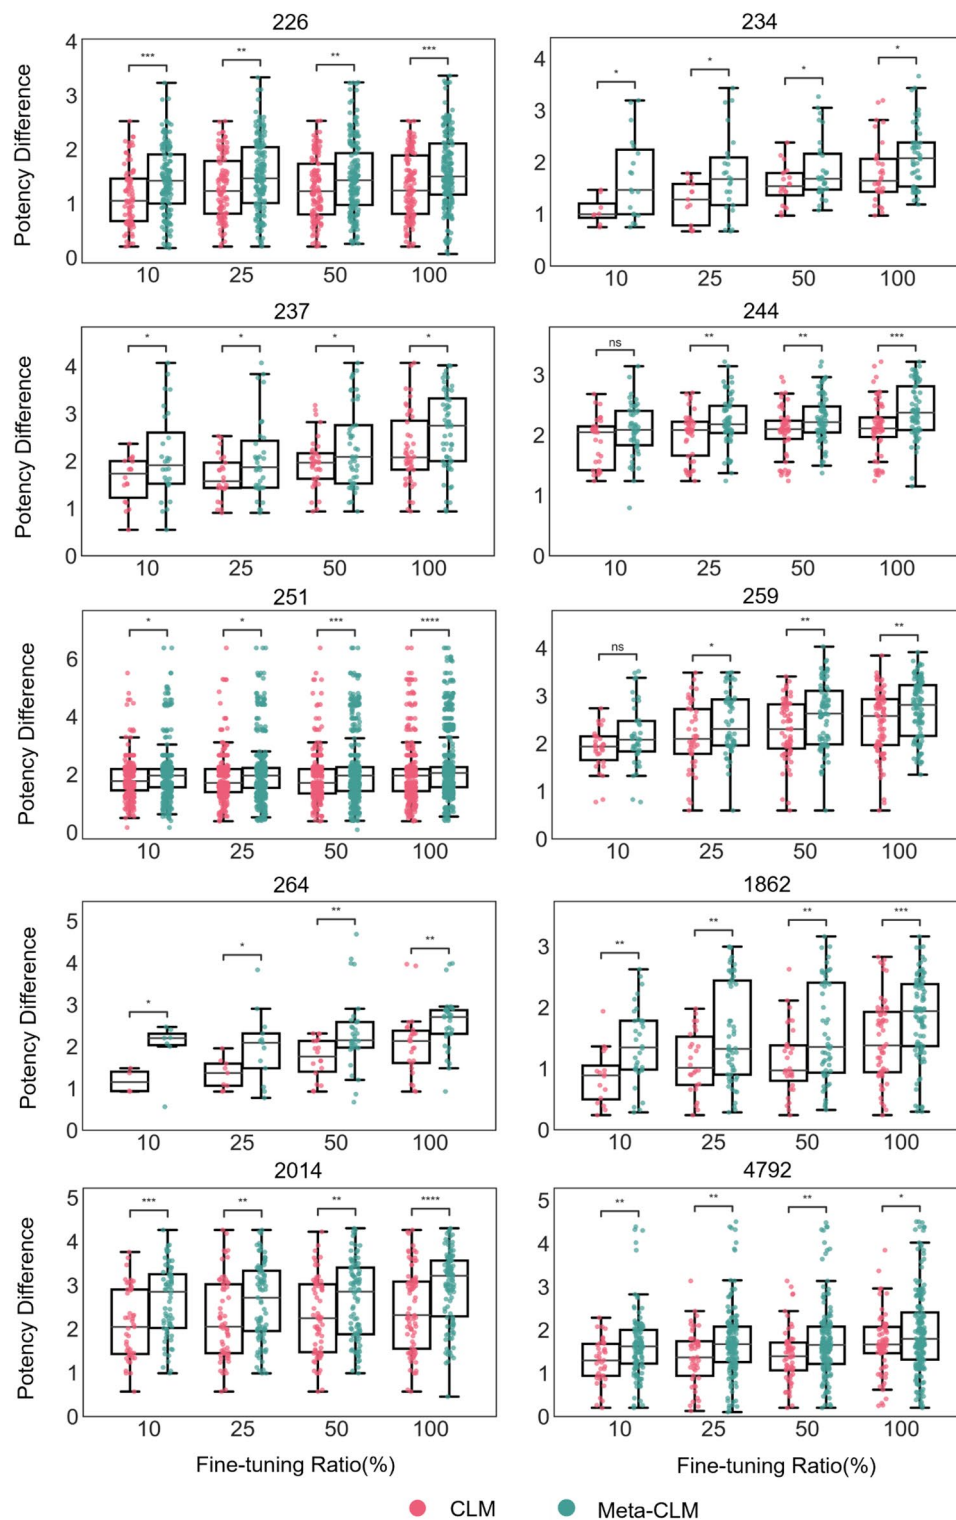 226
234
Potency Difference
4
3
2
1
0
*** ** ** ***
10 25 50 100
4
3
2
1
0
* * * *
10 25 50 100
237
244
Potency Difference
4
3
2
1
0
* * * *
10 25 50 100
3
2
1
0
ns ** ** ***
10 25 50 100
251
259
Potency Difference
6
4
2
0
* * *** ****
10 25 50 100
4
3
2
1
0
ns * ** **
10 25 50 100
264
1862
Potency Difference
5
4
3
2
1
0
* * ** **
10 25 50 100
3
2
1
0
** ** ** ***
10 25 50 100
2014
4792
Potency Difference
5
4
3
2
1
0
*** ** ** ****
10 25 50 100
5
4
3
2
1
0
** ** ** *
10 25 50 100
Fine-tuning Ratio(%)
Fine-tuning Ratio(%)
CLM
Meta-CLM